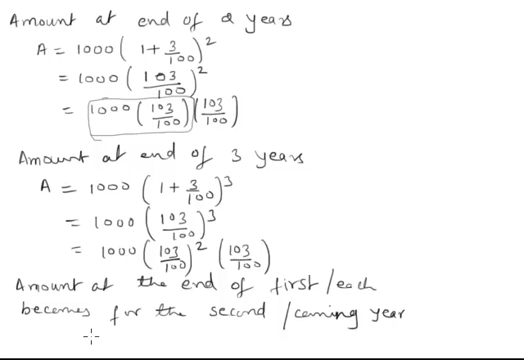 Amount at end of 2 years
A = 1000 ( 1 + 3/100 )^2
= 1000 ( 103/100 )^2
= 1000 ( 103/100 ) ( 103/100 )
Amount at end of 3 years
A = 1000 ( 1 + 3/100 )^3
= 1000 ( 103/100 )^3
= 1000 ( 103/100 )^2 ( 103/100 )
Amount at the end of first/each
becomes for the second /coming year